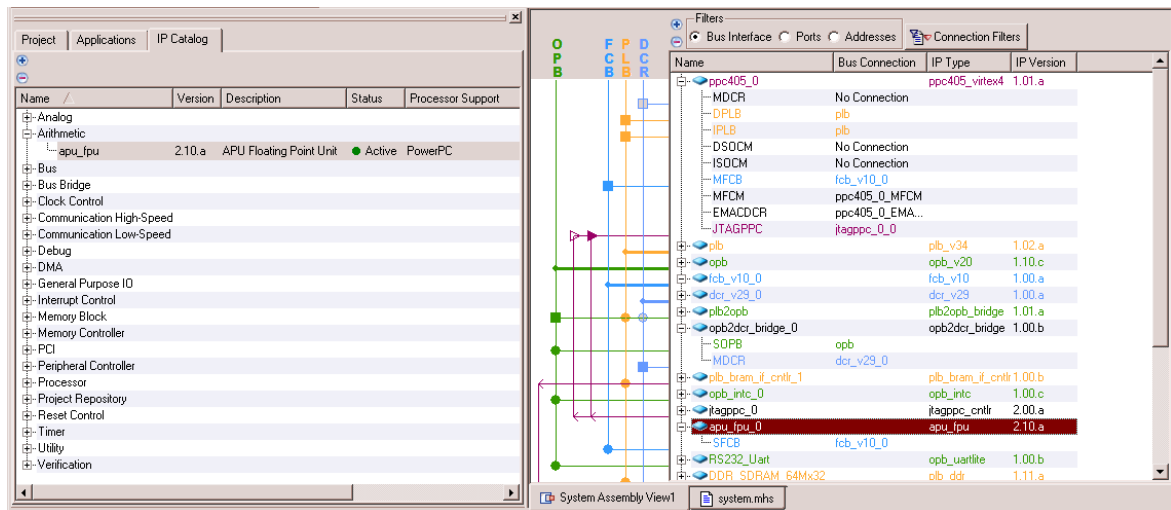 Project Applications IP Catalog
Name Version Description Status Processor Support
Analog
Arithmetic
apu_fpu 2.10.a APU Floating Point Unit Active PowerPC
Bus
Bus Bridge
Clock Control
Communication High-Speed
Communication Low-Speed
Debug
DMA
General Purpose IO
Interrupt Control
Memory Block
Memory Controller
PCI
Peripheral Controller
Processor
Project Repository
Reset Control
Timer
Utility
Verification
OPB FCB PLB DCR
Filters
Bus Interface Ports Addresses Connection Filters
Name Bus Connection IP Type IP Version
ppc405_0 ppc405_virtex4 1.01.a
MDCR No Connection
DPLB plb
IPLB plb
DSOCM No Connection
ISOCM No Connection
MFCB fcb_v10_0
MFCM ppc405_0_MFCM
EMACDCR ppc405_0_EMA...
JTAGPPC jtagppc_0_0
plb plb_v34 1.02.a
opb opb_v20 1.10.c
fcb_v10_0 fcb_v10 1.00.a
dcr_v29_0 dcr_v29 1.00.a
plb2opb plb2opb_bridge 1.01.a
opb2dcr_bridge_0 opb2dcr_bridge 1.00.b
SOPB opb
MDCR dcr_v29_0
plb_bram_if_cntlr_1 plb_bram_if_cntlr 1.00.b
opb_intc_0 opb_intc 1.00.c
jtagppc_0 jtagppc_cntlr 2.00.a
apu_fpu_0 apu_fpu 2.10.a
SFCB fcb_v10_0
RS232_Uart opb_uartlite 1.00.b
DDR_SDRAM_64Mx32 plb_ddr 1.11.a
System Assembly View1 system.mhs